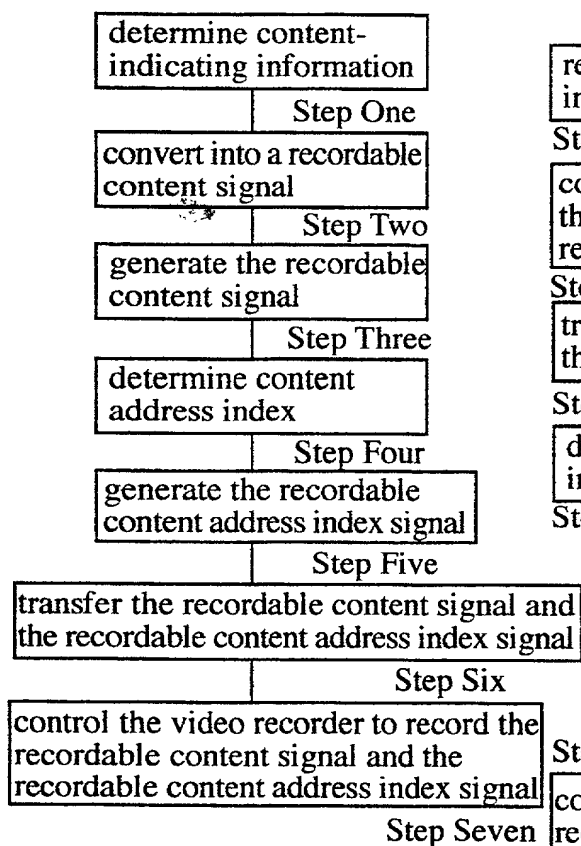 determine content-
indicating information
Step One
convert into a recordable
content signal
Step Two
generate the recordable
content signal
Step Three
determine content
address index
Step Four
generate the recordable
content address index signal
Step Five
transfer the recordable content signal and
the recordable content address index signal
Step Six
control the video recorder to record the
recordable content signal and the
recordable content address index signal
Step Seven